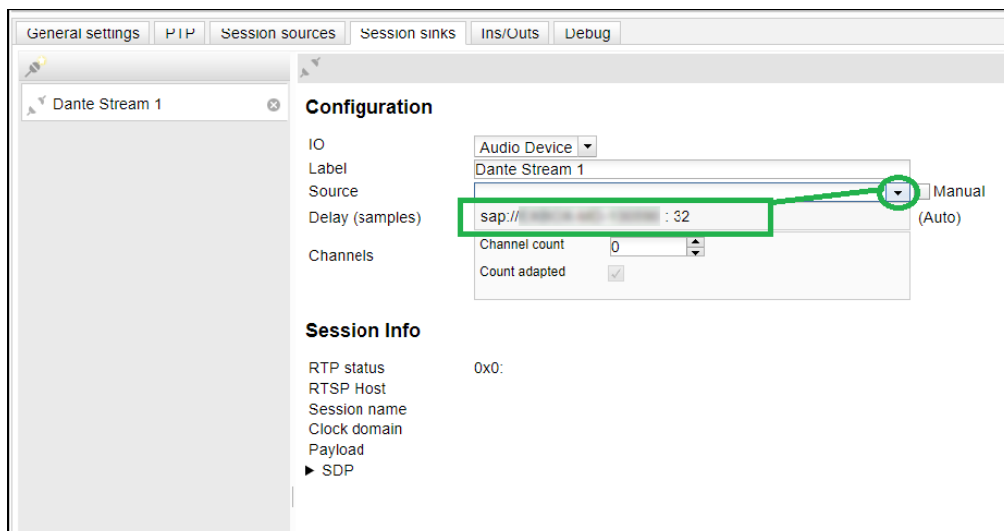 General settings PTP Session sources Session sinks Ins/Outs Debug
Dante Stream 1
Configuration
IO Audio Device
Label Dante Stream 1
Source Manual
sap:// : 32
Delay (samples) (Auto)
Channels
Channel count 0
Count adapted
Session Info
RTP status 0x0:
RTSP Host
Session name
Clock domain
Payload
SDP